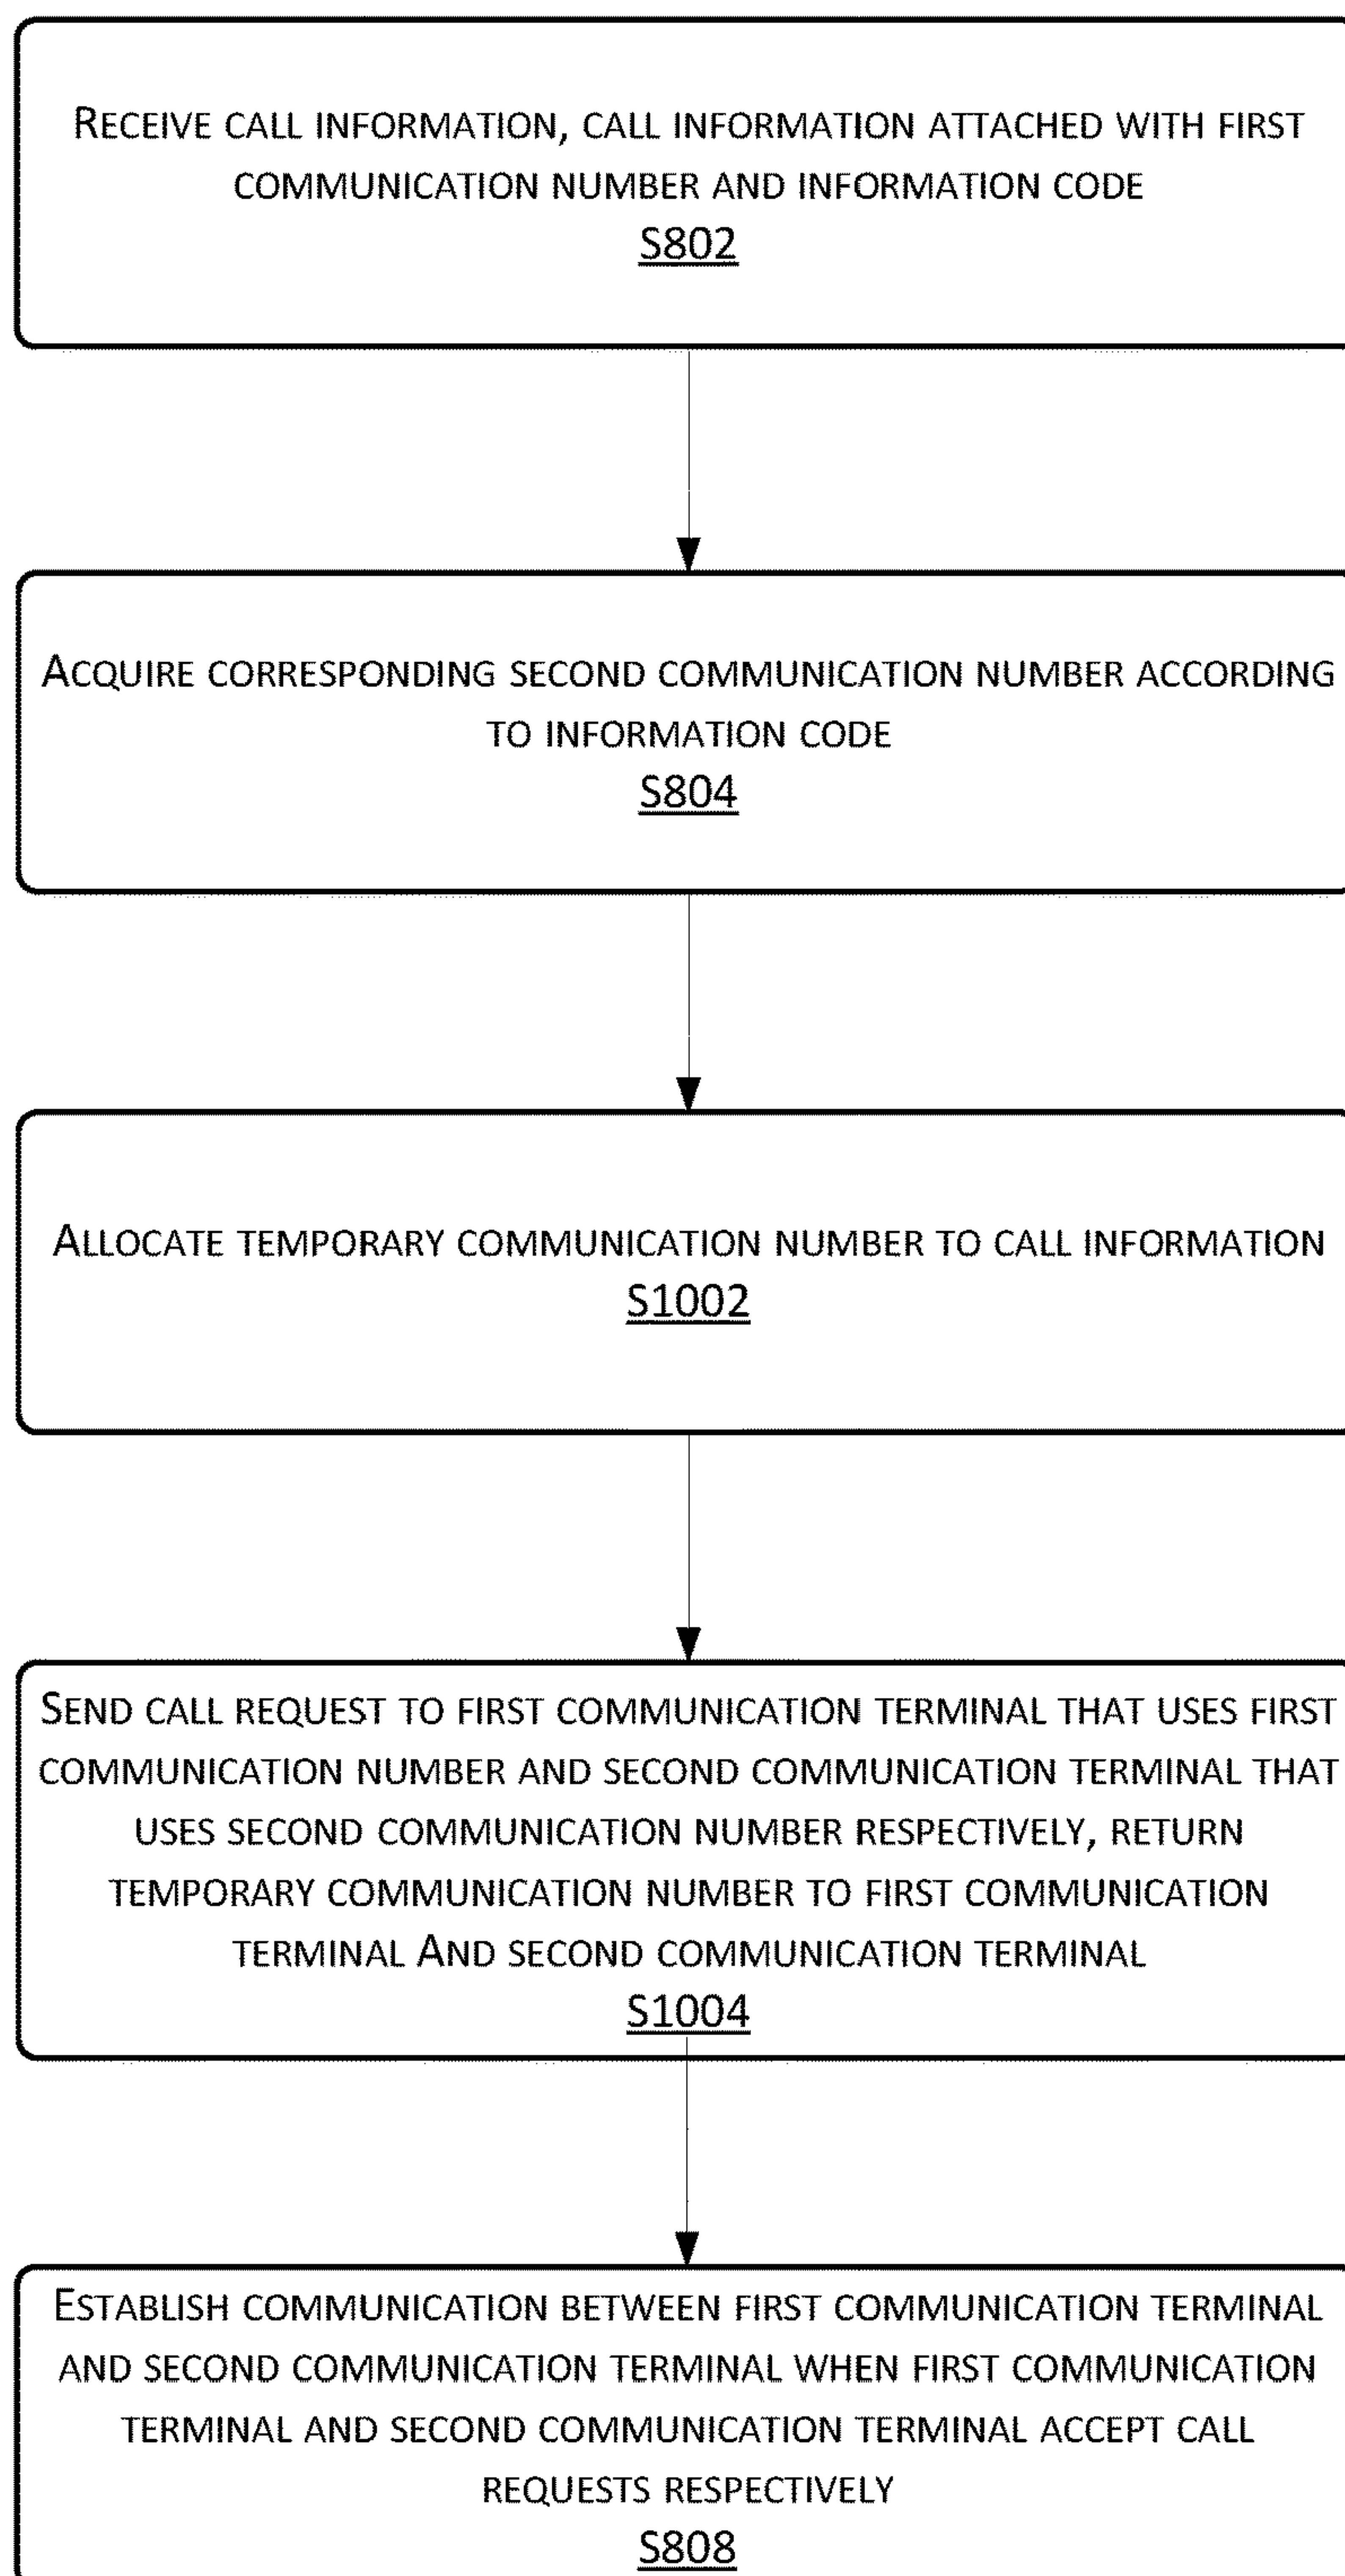 RECEIVE CALL INFORMATION, CALL INFORMATION ATTACHED WITH FIRST
COMMUNICATION NUMBER AND INFORMATION CODE
S802
ACQUIRE CORRESPONDING SECOND COMMUNICATION NUMBER ACCORDING
TO INFORMATION CODE
S804
ALLOCATE TEMPORARY COMMUNICATION NUMBER TO CALL INFORMATION
S1002
SEND CALL REQUEST TO FIRST COMMUNICATION TERMINAL THAT USES FIRST
COMMUNICATION NUMBER AND SECOND COMMUNICATION TERMINAL THAT
USES SECOND COMMUNICATION NUMBER RESPECTIVELY, RETURN
TEMPORARY COMMUNICATION NUMBER TO FIRST COMMUNICATION
TERMINAL AND SECOND COMMUNICATION TERMINAL
S1004
ESTABLISH COMMUNICATION BETWEEN FIRST COMMUNICATION TERMINAL
AND SECOND COMMUNICATION TERMINAL WHEN FIRST COMMUNICATION
TERMINAL AND SECOND COMMUNICATION TERMINAL ACCEPT CALL
REQUESTS RESPECTIVELY
S808